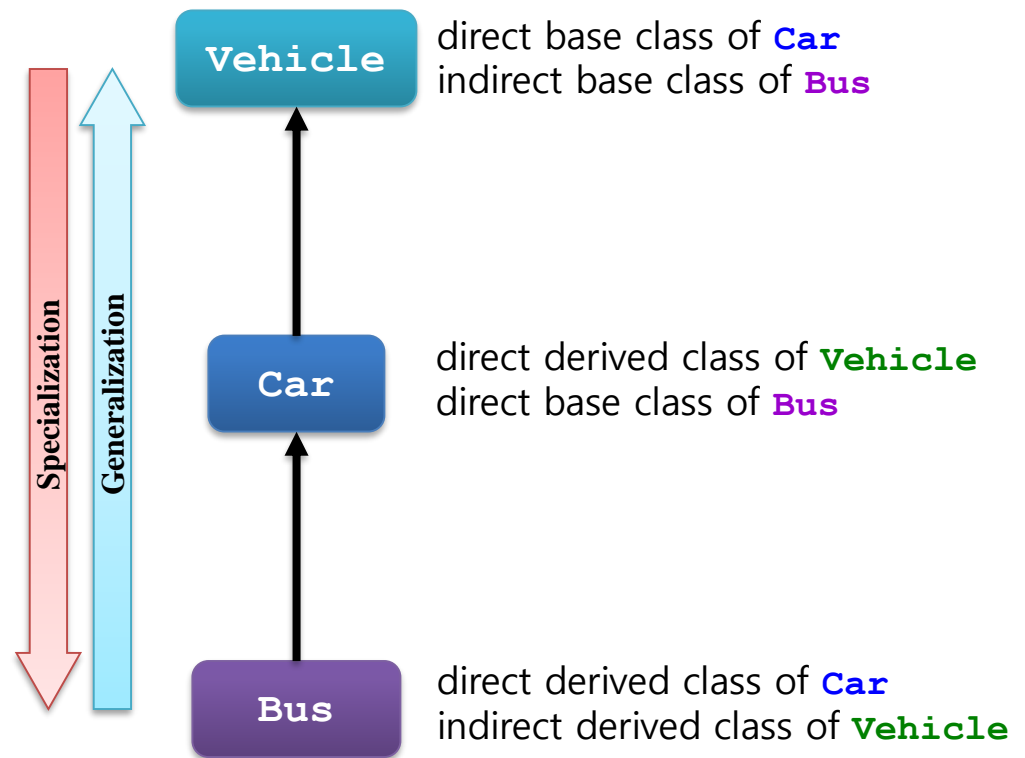 Vehicle
direct base class of Car
indirect base class of Bus
Specialization
Generalization
Car
direct derived class of Vehicle
direct base class of Bus
Bus
direct derived class of Car
indirect derived class of Vehicle